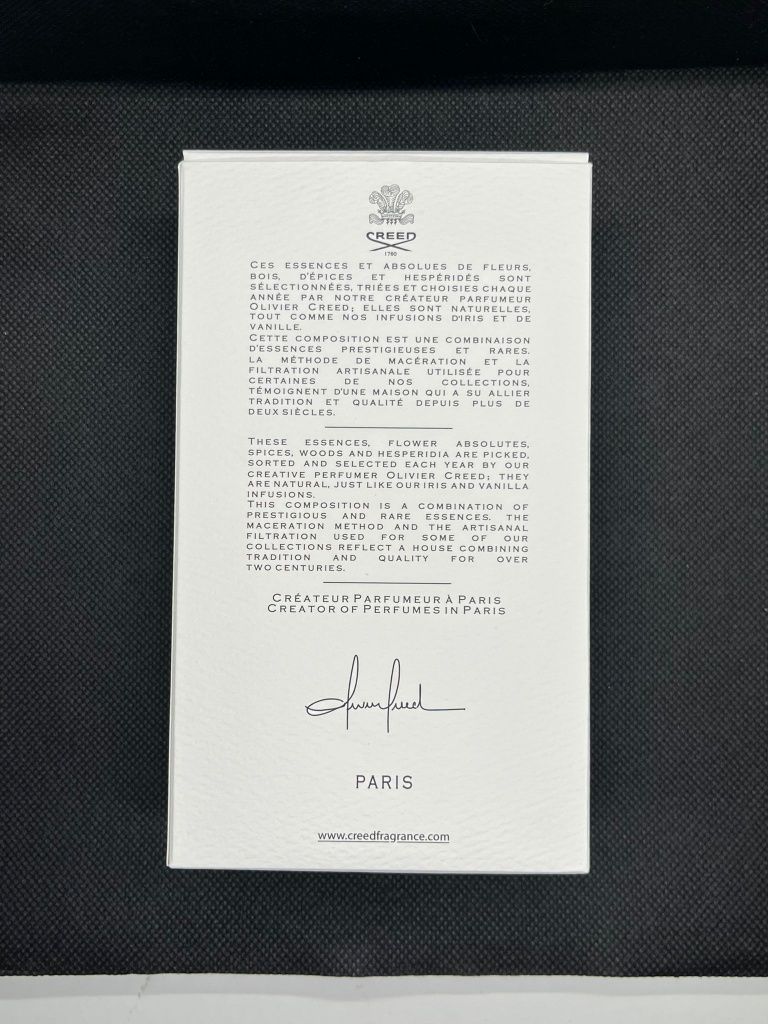 CREED
1760
CES ESSENCES ET ABSOLUES DE FLEURS,
BOIS, D'ÉPICES ET HESPÉRIDÉS SONT
SÉLECTIONNÉES, TRIÉES ET CHOISIES CHAQUE
ANNÉE PAR NOTRE CRÉATEUR PARFUMEUR
OLIVIER CREED; ELLES SONT NATURELLES,
TOUT COMME NOS INFUSIONS D'IRIS ET DE
VANILLE.
CETTE COMPOSITION EST UNE COMBINAISON
D'ESSENCES PRESTIGIEUSES ET RARES.
LA MÉTHODE DE MACÉRATION ET LA
FILTRATION ARTISANALE UTILISÉE POUR
CERTAINES DE NOS COLLECTIONS,
TÉMOIGNENT D'UNE MAISON QUI A SU ALLIER
TRADITION ET QUALITÉ DEPUIS PLUS DE
DEUX SIÈCLES.
THESE ESSENCES, FLOWER ABSOLUTES,
SPICES, WOODS AND HESPERIDIA ARE PICKED,
SORTED AND SELECTED EACH YEAR BY OUR
CREATIVE PERFUMER OLIVIER CREED; THEY
ARE NATURAL, JUST LIKE OUR IRIS AND VANILLA
INFUSIONS.
THIS COMPOSITION IS A COMBINATION OF
PRESTIGIOUS AND RARE ESSENCES. THE
MACERATION METHOD AND THE ARTISANAL
FILTRATION USED FOR SOME OF OUR
COLLECTIONS REFLECT A HOUSE COMBINING
TRADITION AND QUALITY FOR OVER
TWO CENTURIES.
CRÉATEUR PARFUMEUR À PARIS
CREATOR OF PERFUMES IN PARIS
Olivier Creed
PARIS
www.creedfragrance.com